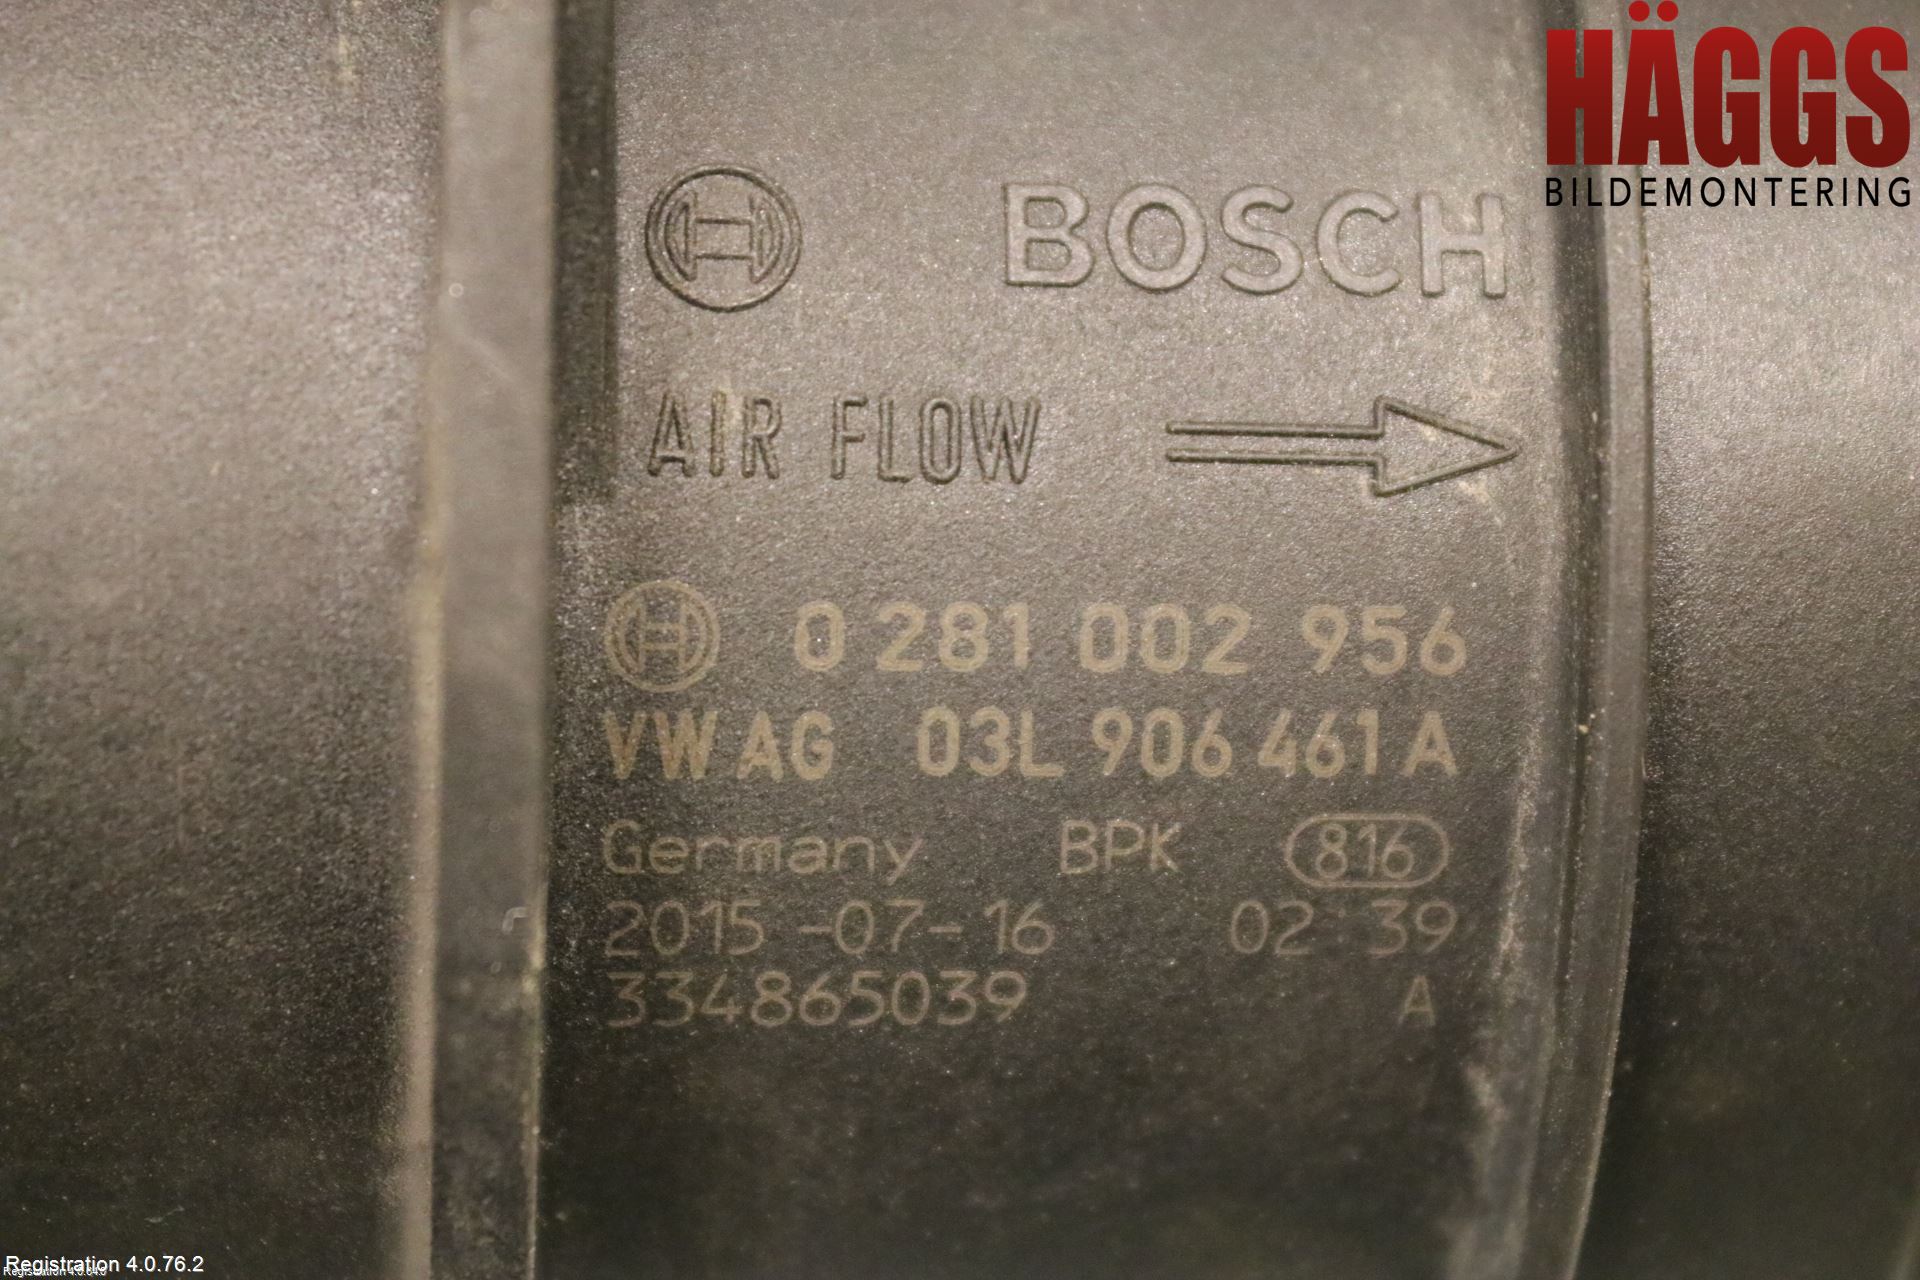 HÄGGS
BILDEMONTERING
BOSCH
AIR FLOW
0 281 002 956
VW AG 03L 906 461 A
Germany BPK 816
2015-07-16 02:39
334865039 A
Registration 4.0.76.2